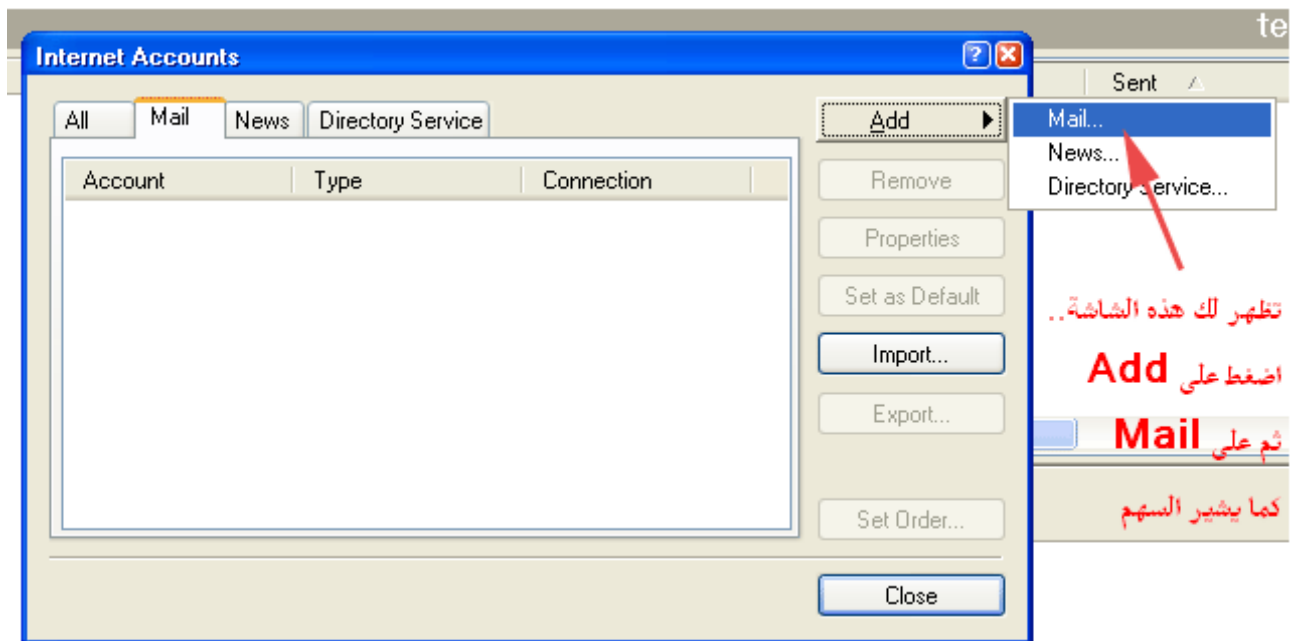 te
Internet Accounts
Sent
All Mail News Directory Service
Add
Mail...
News...
Directory Service...
Account Type Connection
Remove
Properties
Set as Default
Import...
Export...
Set Order...
Close
تظهر لك هذه الشاشة..
اضغط على Add
ثم على Mail
كما يشير السهم